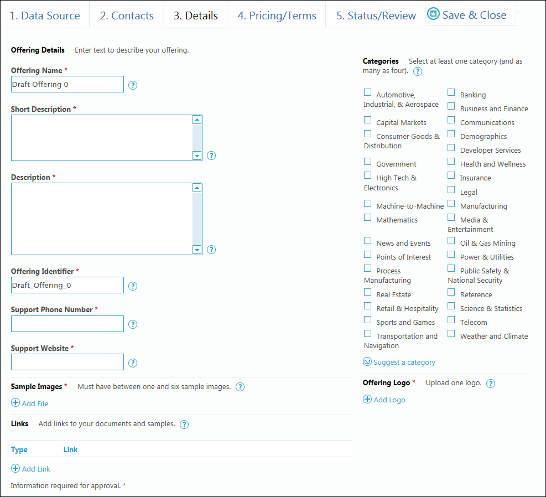 1. Data Source
2. Contacts
3. Details
4. Pricing/Terms
5. Status/Review
Save & Close
Offering Details Enter text to describe your offering.
Offering Name *
Draft Offering 0
?
Short Description *
?
Description *
?
Offering Identifier *
Draft_Offering_0
?
Support Phone Number *
?
Support Website *
?
Sample Images * Must have between one and six sample images. ?
Add File
Links Add links to your documents and samples. ?
Type Link
Add Link
Information required for approval. *
Categories Select at least one category (and as
many as four). ?
Automotive,
Industrial, & Aerospace
Banking
Business and Finance
Capital Markets
Communications
Consumer Goods &
Distribution
Demographics
Developer Services
Government
Health and Wellness
High Tech &
Electronics
Insurance
Legal
Machine-to-Machine
Manufacturing
Mathematics
Media &
Entertainment
News and Events
Oil & Gas Mining
Points of Interest
Power & Utilities
Process
Manufacturing
Public Safety &
National Security
Real Estate
Reference
Retail & Hospitality
Science & Statistics
Sports and Games
Telecom
Transportation and
Navigation
Weather and Climate
Suggest a category
Offering Logo * Upload one logo. ?
Add Logo